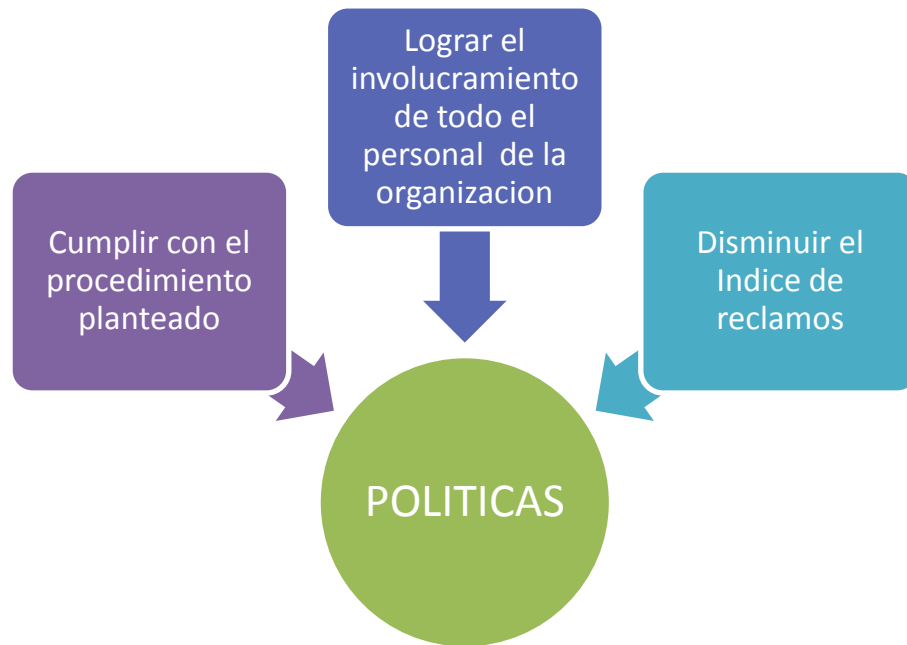 Lograr el
involucramiento
de todo el
personal de la
organizacion
Cumplir con el
procedimiento
planteado
Disminuir el
Indice de
reclamos
POLITICAS